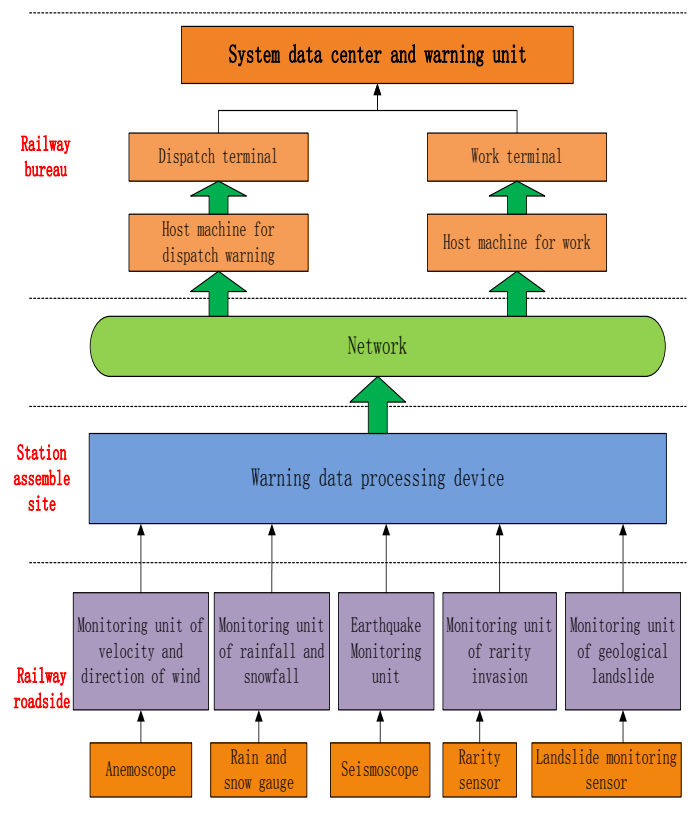 System data center and warning unit
Railway
bureau
Dispatch terminal
Work terminal
Host machine for
dispatch warning
Host machine for work
Network
Station
assemble
site
Warning data processing device
Railway
roadside
Monitoring unit of
velocity and
direction of wind
Monitoring unit
of rainfall and
snowfall
Earthquake
Monitoring
unit
Monitoring unit
of rarity
invasion
Monitoring unit
of geological
landslide
Anemoscope
Rain and
snow gauge
Seismoscope
Rarity
sensor
Landslide monitoring
sensor